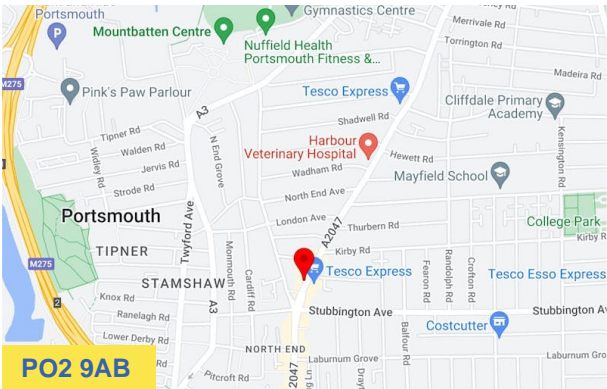 Portsmouth
Gymnastics Centre
Mountbatten Centre
Nuffield Health
Portsmouth Fitness &...
Merrivale Rd
Torrington Rd
Madeira Rd
M275
Pink's Paw Parlour
Tesco Express
A3
Shadwell Rd
Cliffdale Primary
Academy
Tipner Rd
Walden Rd
Widley Rd
Jervis Rd
Strode Rd
N End Grove
Harbour
Veterinary Hospital
Hewett Rd
Kensington Rd
Wadham Rd
Mayfield School
North End Ave
Portsmouth
Twyford Ave
London Ave
Thurbern Rd
A2047
College Park
Kirby Rd
Kirby R
TIPNER
M275
Monmouth Rd
Cardiff Rd
Tesco Express
Fearon Rd
Randolph Rd
Crofton Rd
Tesco Esso Express
STAMSHAW
Knox Rd
A3
2
Ranelagh Rd
Stubbington Ave
Stubbington Av
Lower Derby Rd
Costcutter
Balfour Rd
NORTH END
Laburnum Grove
Laburnum Gr
Pitcroft Rd
2047
PO2 9AB